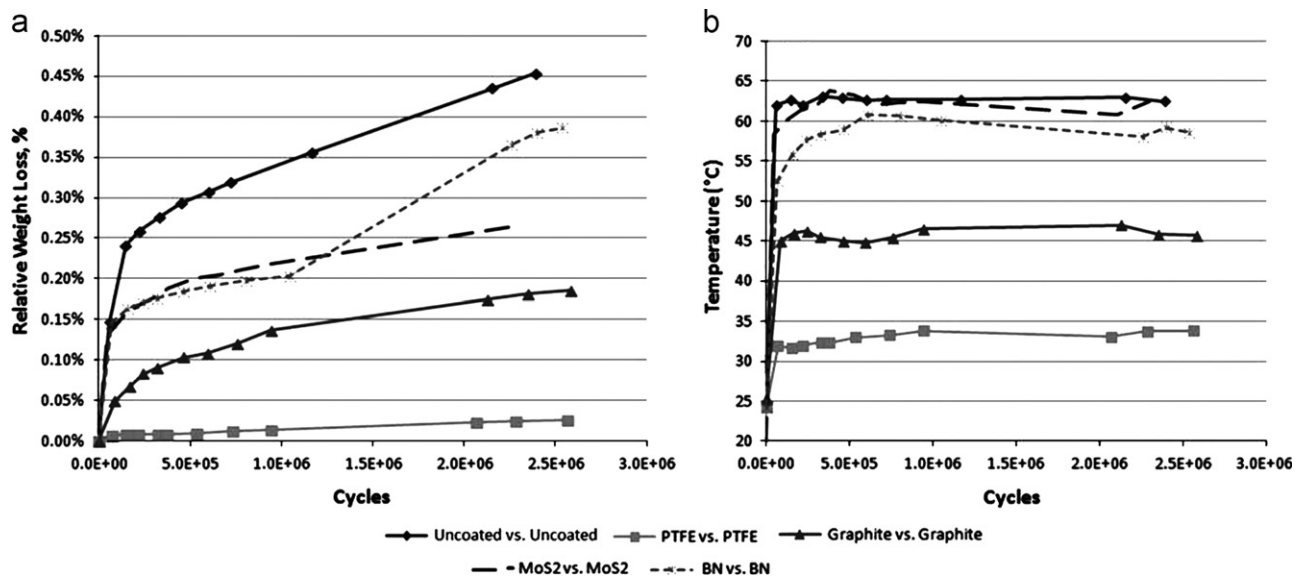 a
0.50%
0.45%
0.40%
0.35%
0.30%
0.25%
0.20%
0.15%
0.10%
0.05%
0.00%
Relative Weight Loss, %
0.0E+00 5.0E+05 1.0E+06 1.5E+06 2.0E+06 2.5E+06 3.0E+06
Cycles
b
70
65
60
55
50
45
40
35
30
25
20
Temperature (°C)
0.0E+00 5.0E+05 1.0E+06 1.5E+06 2.0E+06 2.5E+06 3.0E+06
Cycles
Uncoated vs. Uncoated PTFE vs. PTFE Graphite vs. Graphite
MoS2 vs. MoS2 BN vs. BN